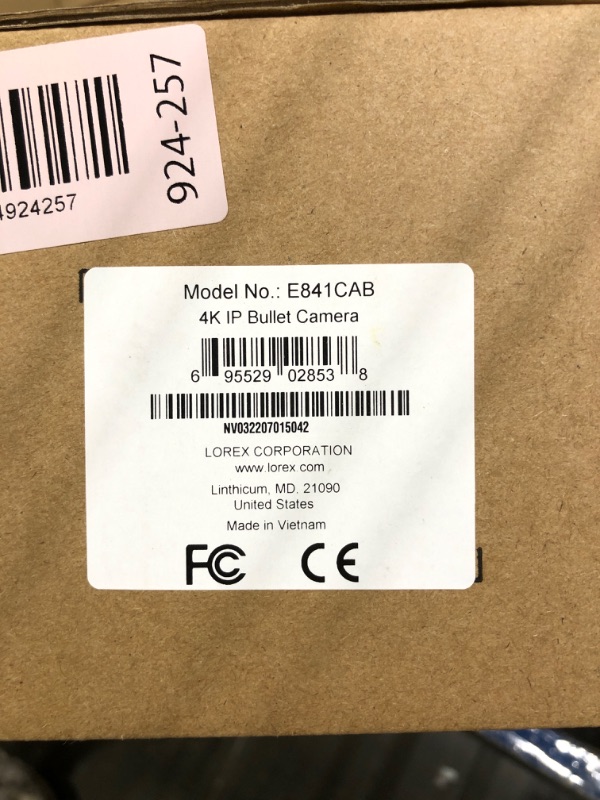 924-257
4924257
Model No.: E841CAB
4K IP Bullet Camera
6 95529 02853 8
NV032207015042
LOREX CORPORATION
www.lorex.com
Linthicum, MD. 21090
United States
Made in Vietnam
FC CE